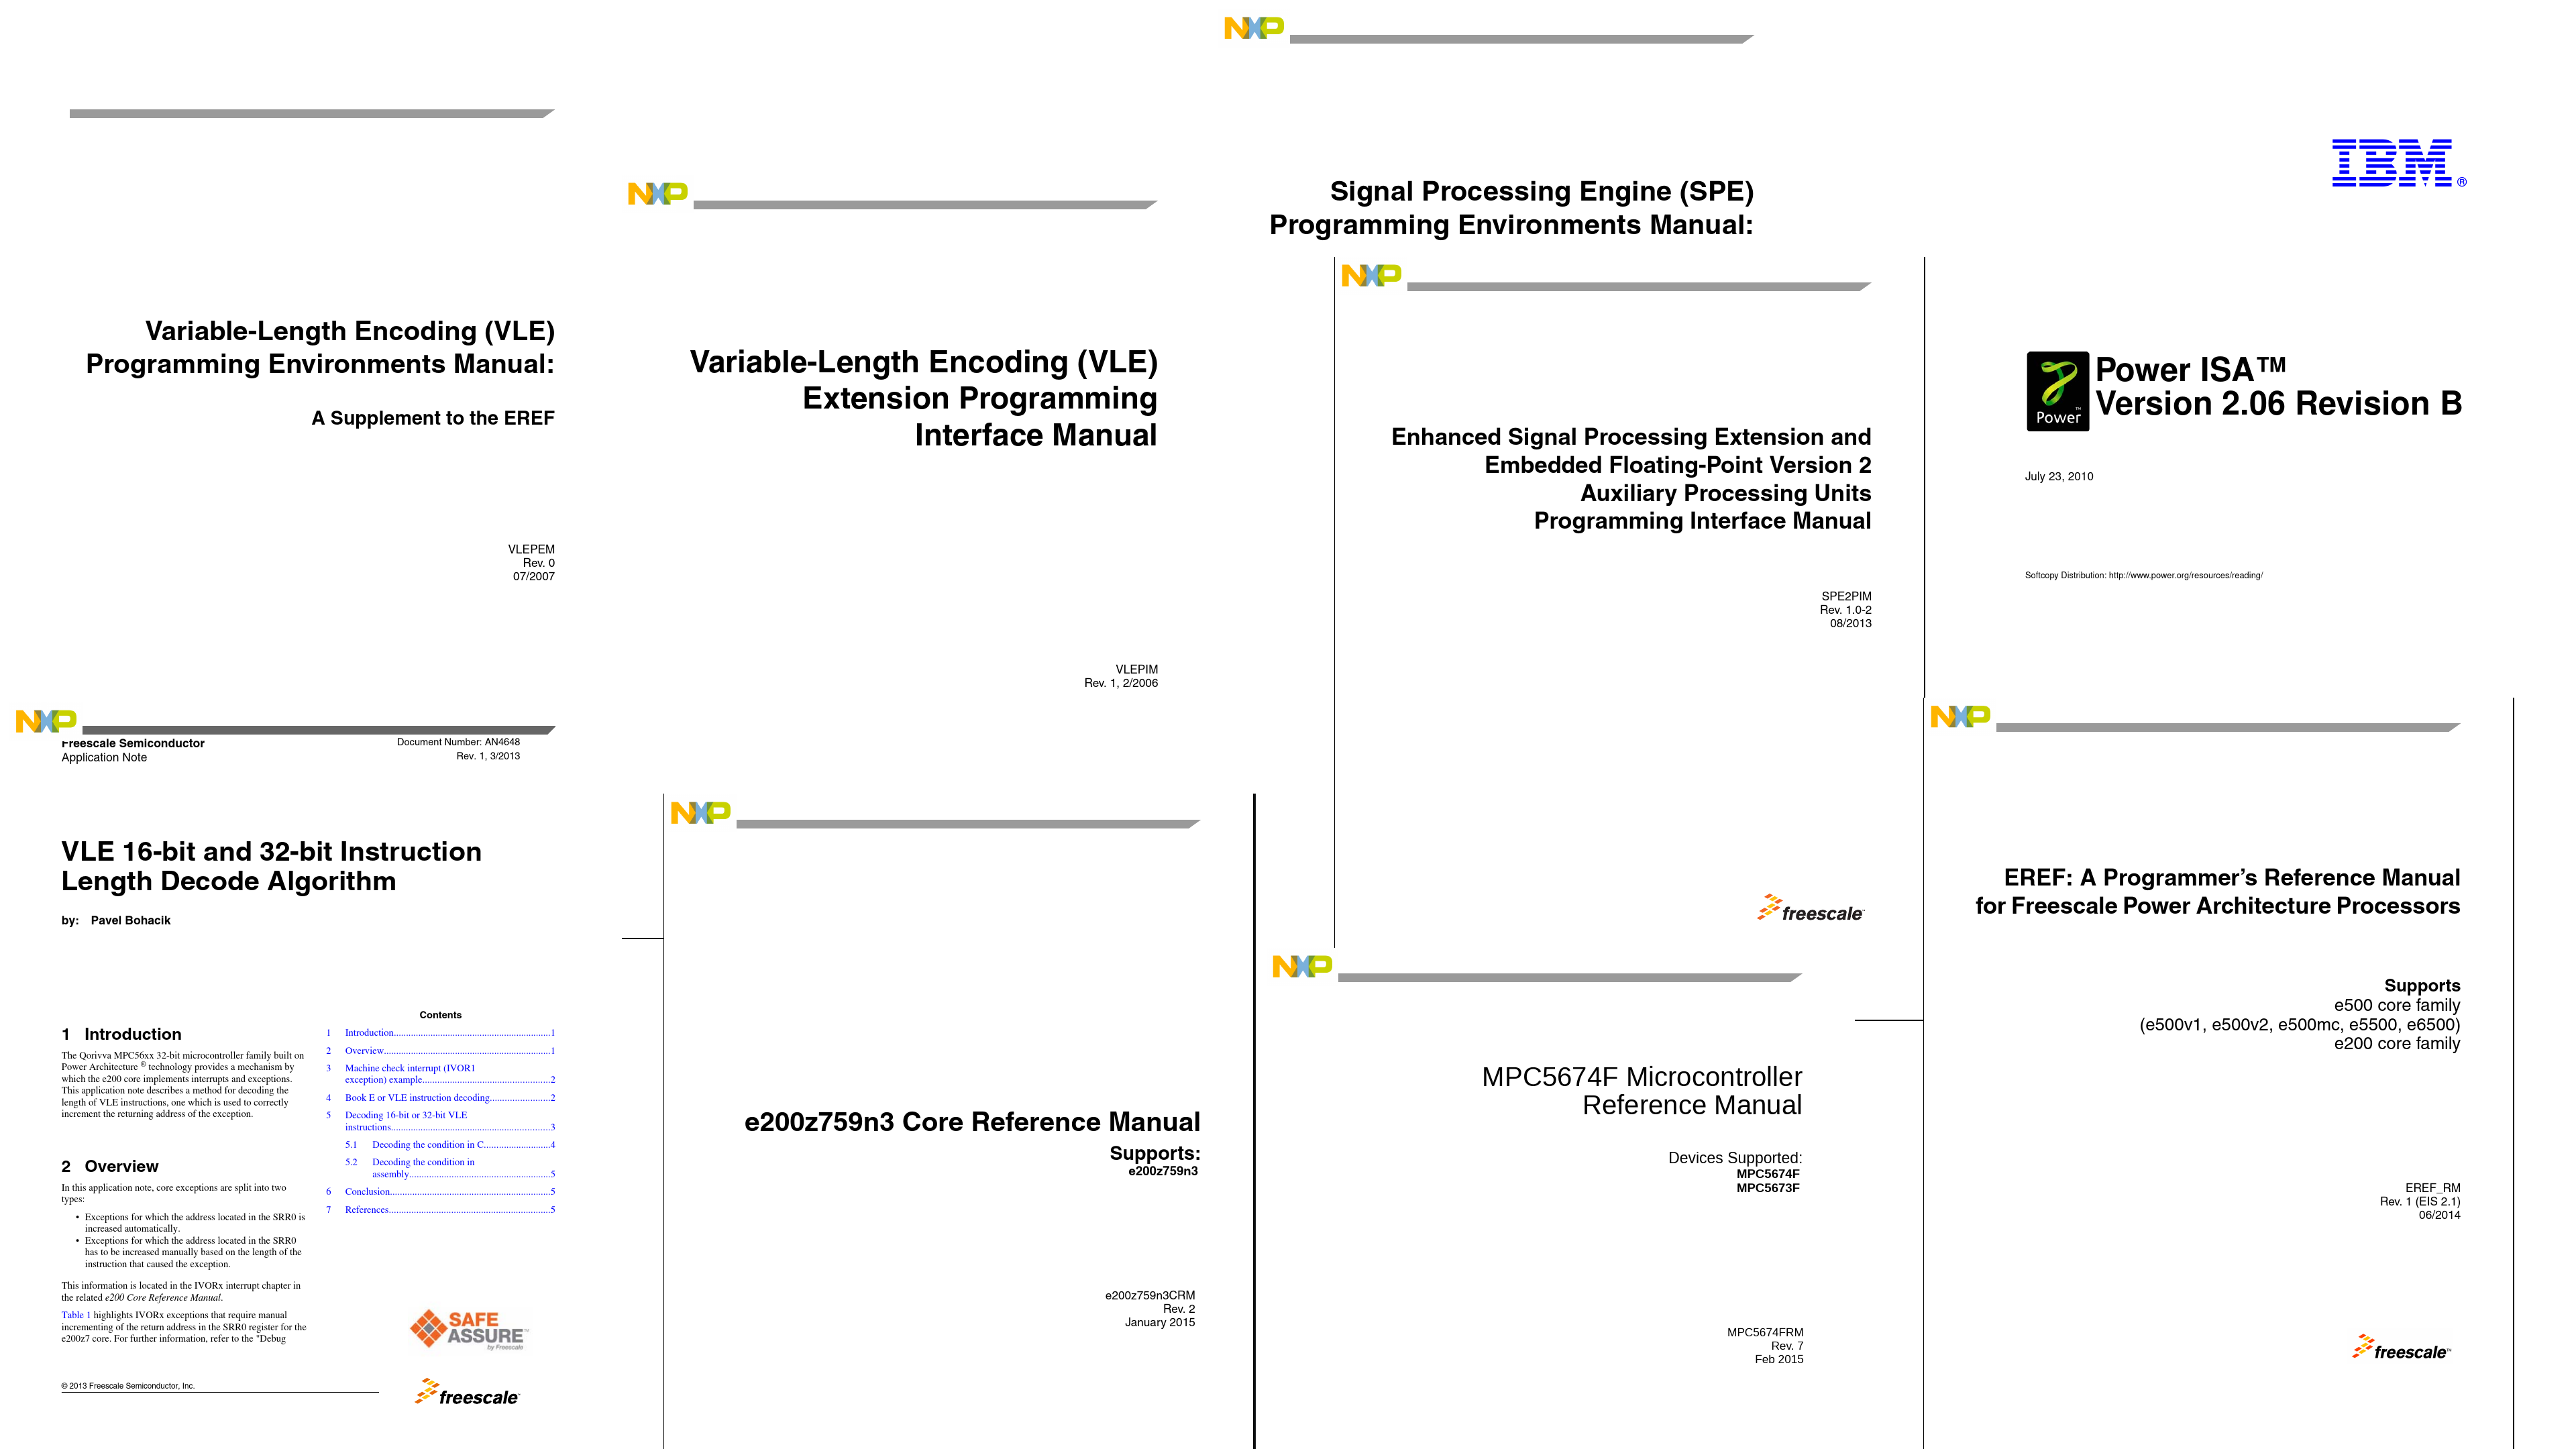 Variable-Length Encoding (VLE)
Programming Environments Manual:
A Supplement to the EREF
VLEPEM
Rev. 0
07/2007
NXP
Variable-Length Encoding (VLE)
Extension Programming
Interface Manual
VLEPIM
Rev. 1, 2/2006
NXP
Signal Processing Engine (SPE)
Programming Environments Manual:
NXP
Enhanced Signal Processing Extension and
Embedded Floating-Point Version 2
Auxiliary Processing Units
Programming Interface Manual
SPE2PIM
Rev. 1.0-2
08/2013
freescale™
IBM®
Power™
Power ISA™
Version 2.06 Revision B
July 23, 2010
Softcopy Distribution: http://www.power.org/resources/reading/
NXP
Freescale Semiconductor
Application Note
Document Number: AN4648
Rev. 1, 3/2013
VLE 16-bit and 32-bit Instruction
Length Decode Algorithm
by: Pavel Bohacik
1 Introduction
The Qorivva MPC56xx 32-bit microcontroller family built on
Power Architecture ® technology provides a mechanism by
which the e200 core implements interrupts and exceptions.
This application note describes a method for decoding the
length of VLE instructions, one which is used to correctly
increment the returning address of the exception.
2 Overview
In this application note, core exceptions are split into two
types:
• Exceptions for which the address located in the SRR0 is
increased automatically.
• Exceptions for which the address located in the SRR0
has to be increased manually based on the length of the
instruction that caused the exception.
This information is located in the IVORx interrupt chapter in
the related e200 Core Reference Manual.
Table 1 highlights IVORx exceptions that require manual
incrementing of the return address in the SRR0 register for the
e200z7 core. For further information, refer to the "Debug
© 2013 Freescale Semiconductor, Inc.
Contents
1 Introduction...............................................................1
2 Overview..................................................................1
3 Machine check interrupt (IVOR1
exception) example....................................................2
4 Book E or VLE instruction decoding........................2
5 Decoding 16-bit or 32-bit VLE
instructions................................................................3
5.1 Decoding the condition in C...........................4
5.2 Decoding the condition in
assembly.........................................................5
6 Conclusion................................................................5
7 References.................................................................5
SAFE
ASSURE™
by Freescale
freescale™
NXP
e200z759n3 Core Reference Manual
Supports:
e200z759n3
e200z759n3CRM
Rev. 2
January 2015
NXP
MPC5674F Microcontroller
Reference Manual
Devices Supported:
MPC5674F
MPC5673F
MPC5674FRM
Rev. 7
Feb 2015
NXP
EREF: A Programmer’s Reference Manual
for Freescale Power Architecture Processors
Supports
e500 core family
(e500v1, e500v2, e500mc, e5500, e6500)
e200 core family
EREF_RM
Rev. 1 (EIS 2.1)
06/2014
freescale™